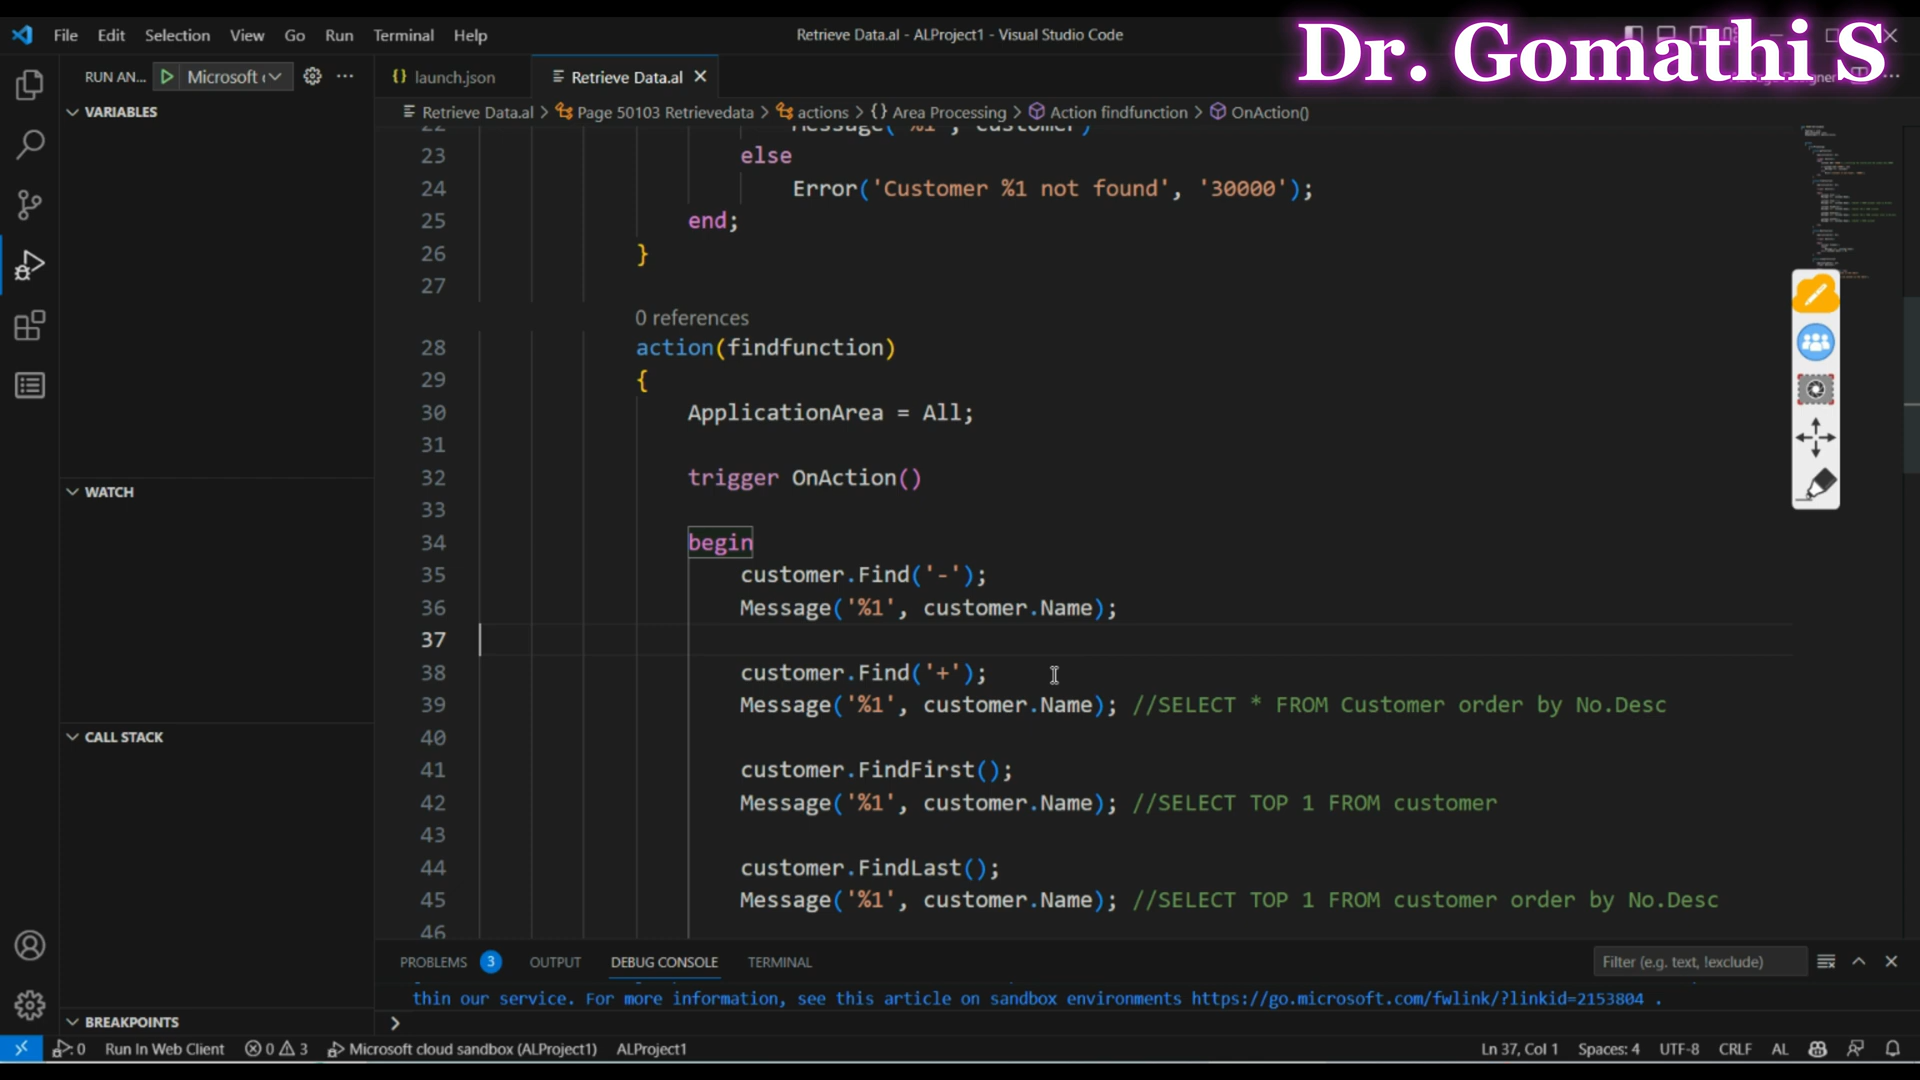 File Edit Selection View Go Run Terminal Help
Retrieve Data.al - ALProject1 - Visual Studio Code
Dr. Gomathi S
RUN AN... Microsoft
launch.json
Retrieve Data.al
Designer
VARIABLES
Retrieve Data.al > Page 50103 Retrievedata > actions > {} Area Processing > Action findfunction > OnAction()
22 Message('%1', customer)
23 else
24 Error('Customer %1 not found', '30000');
25 end;
26 }
27
0 references
28 action(findfunction)
29 {
30 ApplicationArea = All;
31
32 trigger OnAction()
33
34 begin
35 customer.Find('-');
36 Message('%1', customer.Name);
37
38 customer.Find('+');
39 Message('%1', customer.Name); //SELECT * FROM Customer order by No.Desc
40
41 customer.FindFirst();
42 Message('%1', customer.Name); //SELECT TOP 1 FROM customer
43
44 customer.FindLast();
45 Message('%1', customer.Name); //SELECT TOP 1 FROM customer order by No.Desc
46
WATCH
CALL STACK
BREAKPOINTS
PROBLEMS 3 OUTPUT DEBUG CONSOLE TERMINAL
Filter (e.g. text, !exclude)
thin our service. For more information, see this article on sandbox environments https://go.microsoft.com/fwlink/?linkid=2153804 .
>
0 Run In Web Client 0 3 Microsoft cloud sandbox (ALProject1) ALProject1
Ln 37, Col 1 Spaces: 4 UTF-8 CRLF AL